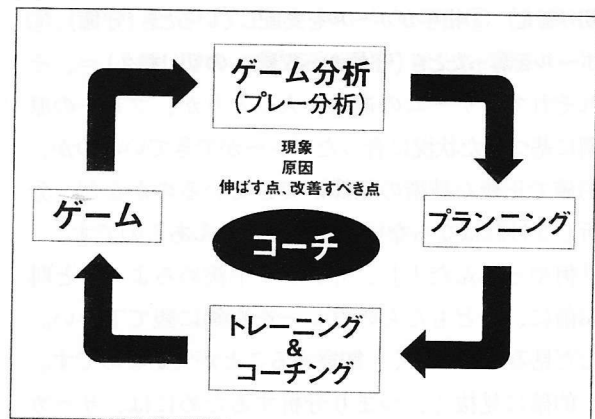 ゲーム分析
(プレー分析)
現象
原因
伸ばす点、改善すべき点
ゲーム
コーチ
プランニング
トレーニング
&
コーチング